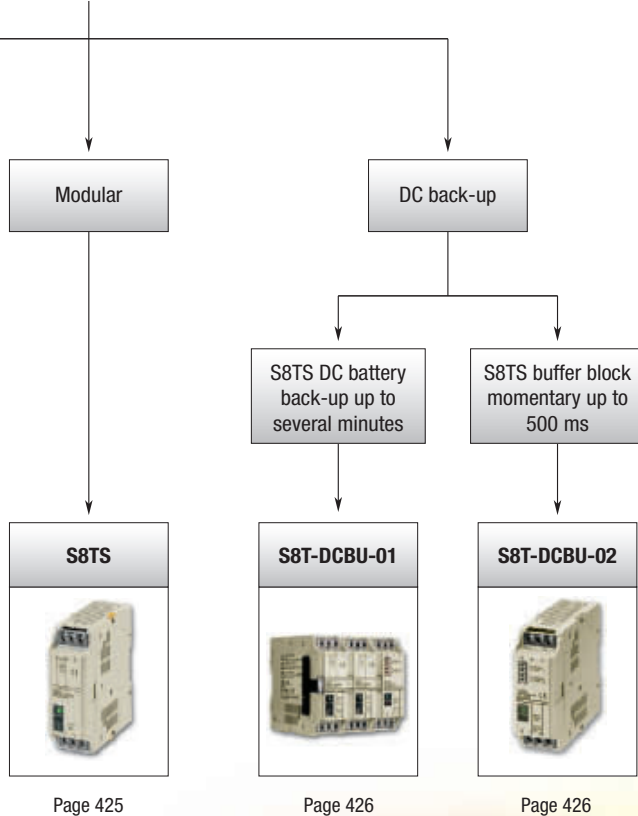 Modular
DC back-up
S8TS DC battery
back-up up to
several minutes
S8TS buffer block
momentary up to
500 ms
S8TS
S8T-DCBU-01
S8T-DCBU-02
Page 425
Page 426
Page 426